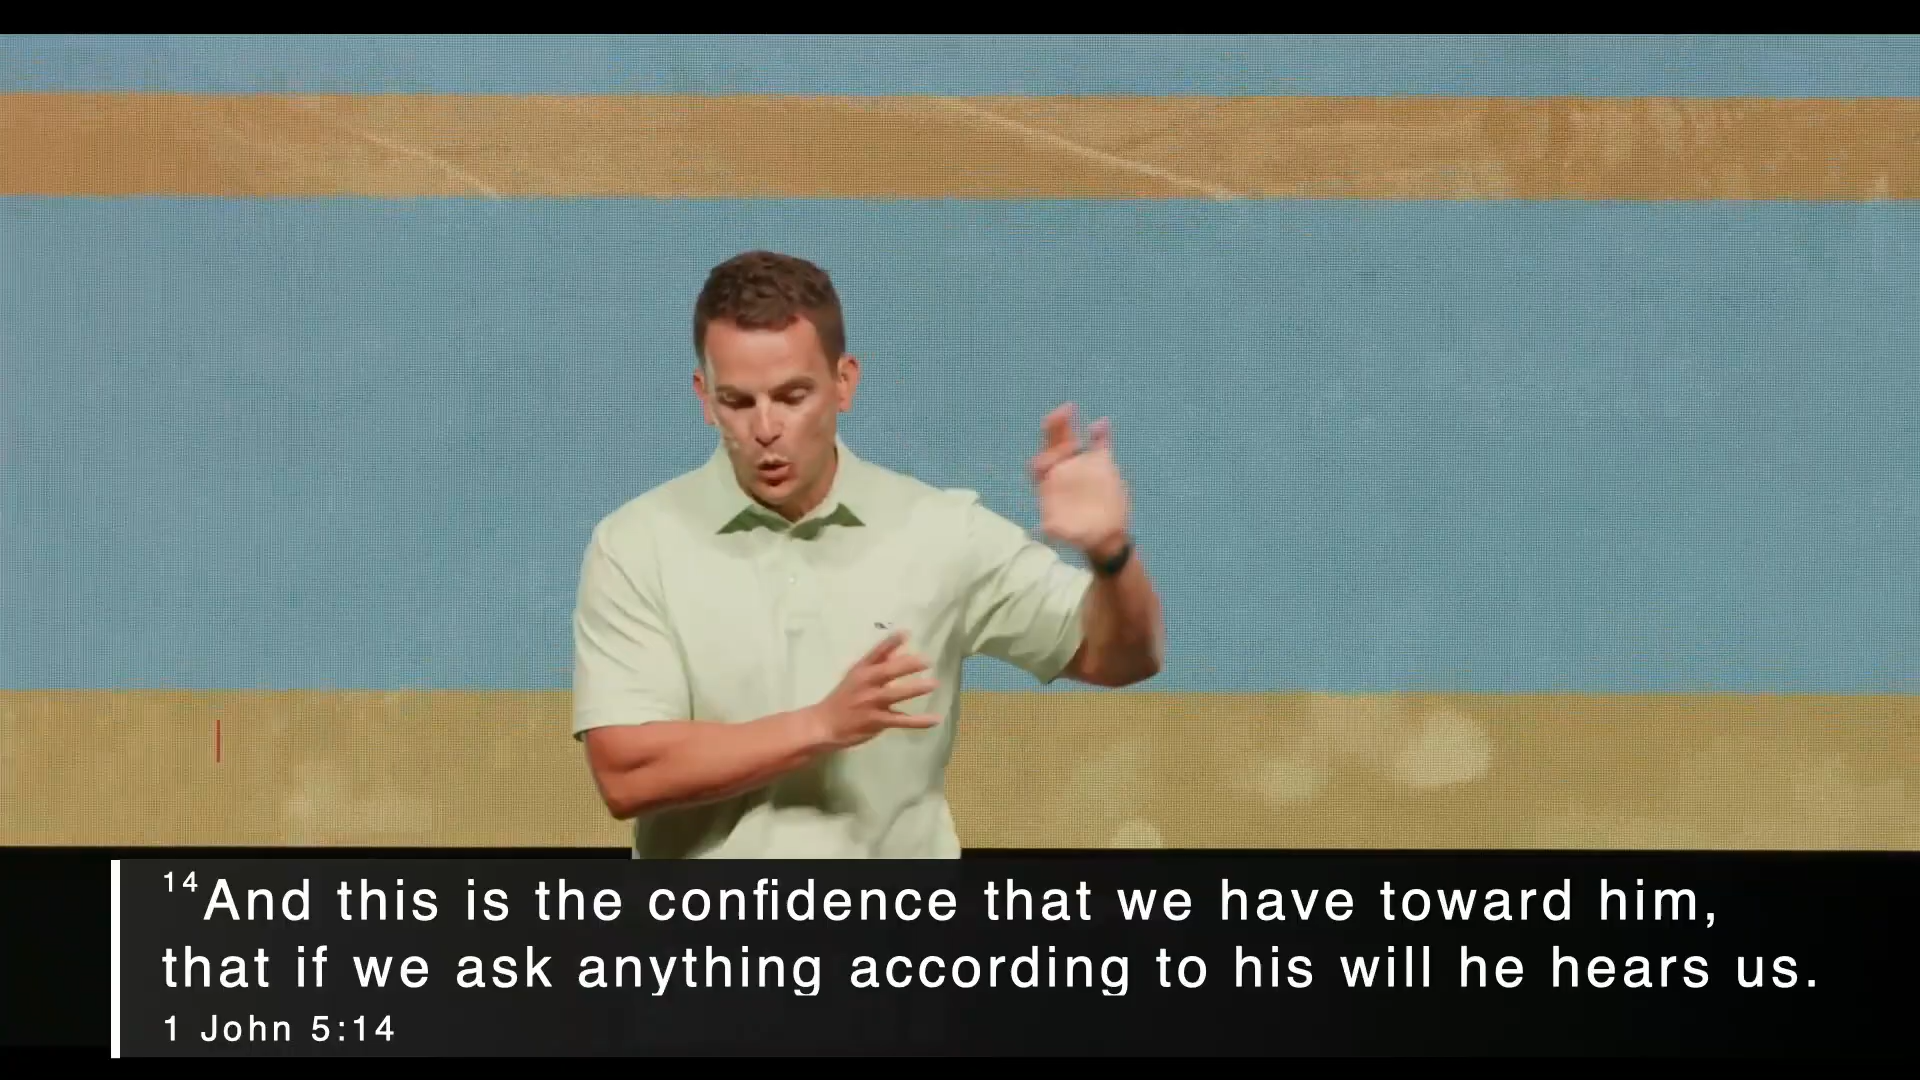 14And this is the confidence that we have toward him,
that if we ask anything according to his will he hears us.
1 John 5:14